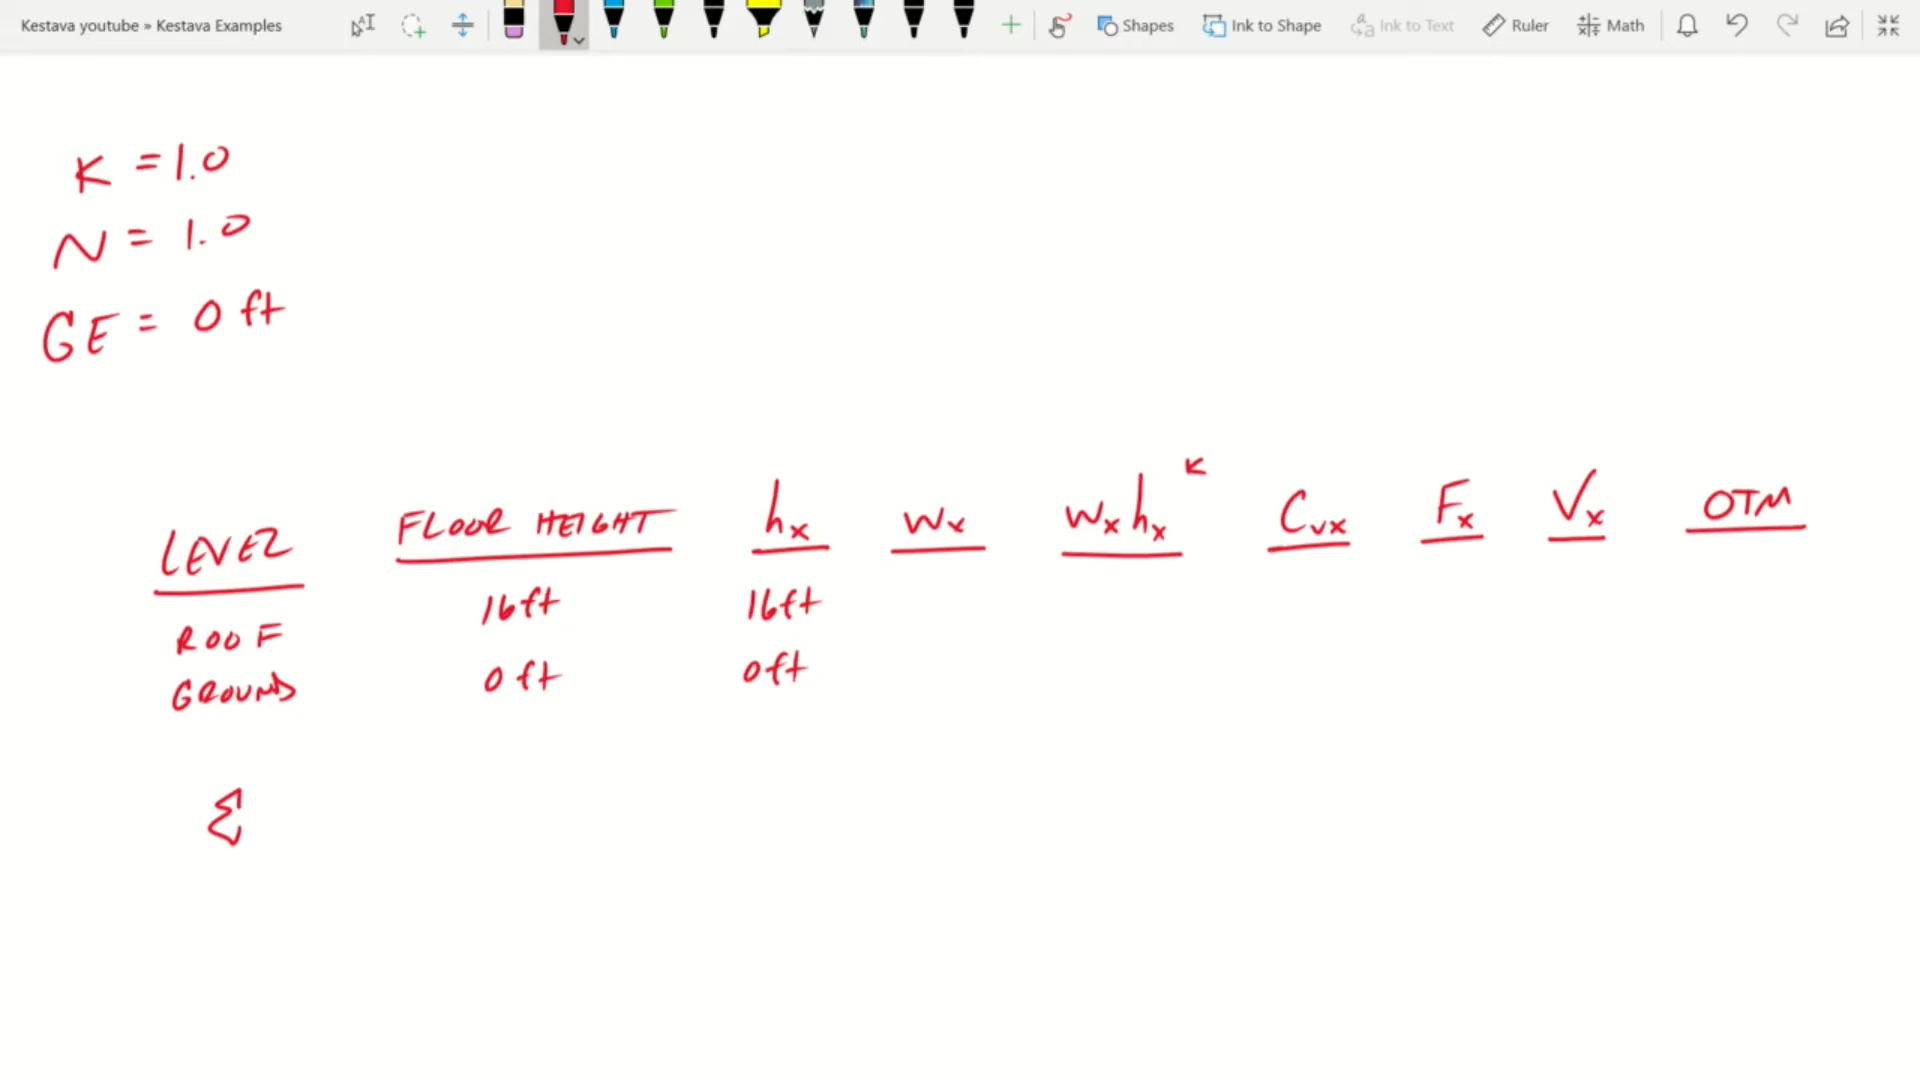 Kestava youtube » Kestava Examples Shapes Ink to Shape Ink to Text Ruler Math
K = 1.0
N = 1.0
GE = 0 ft
LEVEL FLOOR HEIGHT hx wx wxhx^K Cvx Fx Vx OTM
ROOF 16ft 16ft
GROUND 0 ft 0ft
Σ